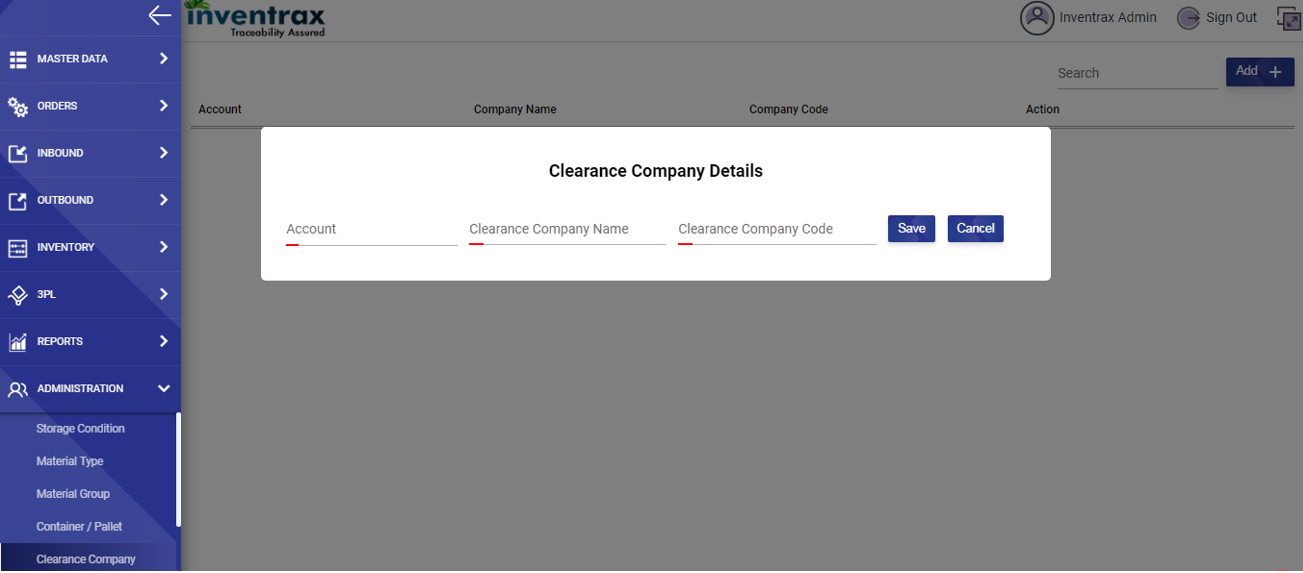 inventrax
Traceability Assured
Inventrax Admin
Sign Out
MASTER DATA
ORDERS
INBOUND
OUTBOUND
INVENTORY
3PL
REPORTS
ADMINISTRATION
Storage Condition
Material Type
Material Group
Container / Pallet
Clearance Company
Search
Add +
Account Company Name Company Code Action
Clearance Company Details
Account Clearance Company Name Clearance Company Code Save Cancel